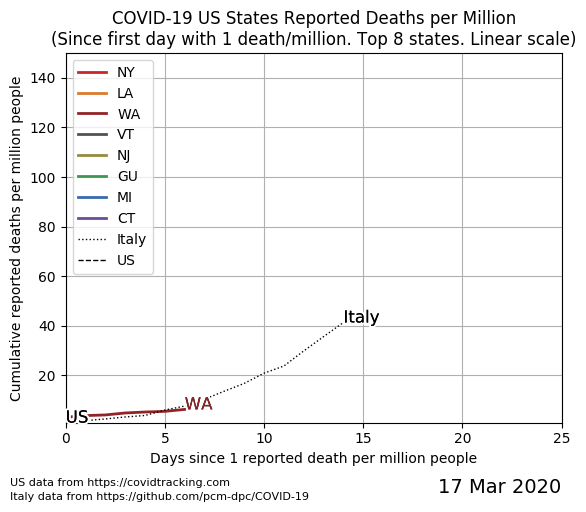 COVID-19 US States Reported Deaths per Million
(Since first day with 1 death/million. Top 8 states. Linear scale)
Cumulative reported deaths per million people
140
120
100
80
60
40
20
NY
LA
WA
VT
NJ
GU
MI
CT
Italy
US
Italy
WA
US
0
5
10
15
20
25
Days since 1 reported death per million people
US data from https://covidtracking.com
Italy data from https://github.com/pcm-dpc/COVID-19
17 Mar 2020